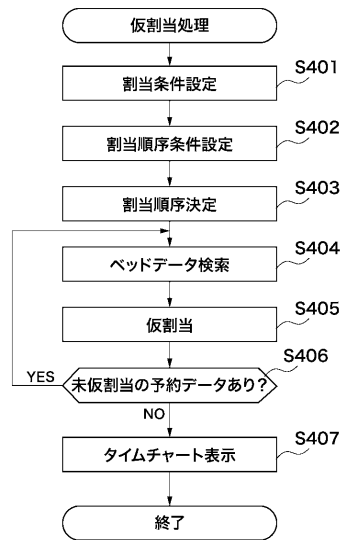 仮割当処理
割当条件設定
S401
割当順序条件設定
S402
割当順序決定
S403
ベッドデータ検索
S404
仮割当
S405
未仮割当の予約データあり?
S406
YES
NO
タイムチャート表示
S407
終了